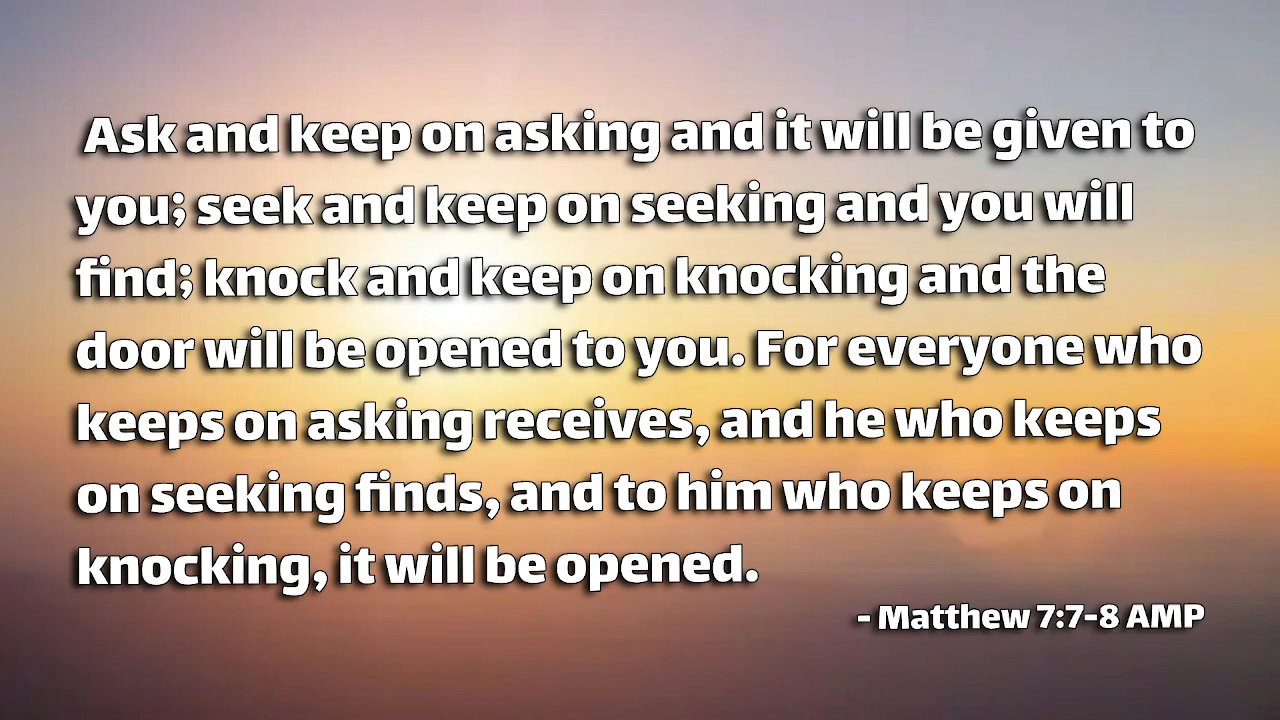 Ask and keep on asking and it will be given to
you; seek and keep on seeking and you will
find; knock and keep on knocking and the
door will be opened to you. For everyone who
keeps on asking receives, and he who keeps
on seeking finds, and to him who keeps on
knocking, it will be opened.
- Matthew 7:7-8 AMP